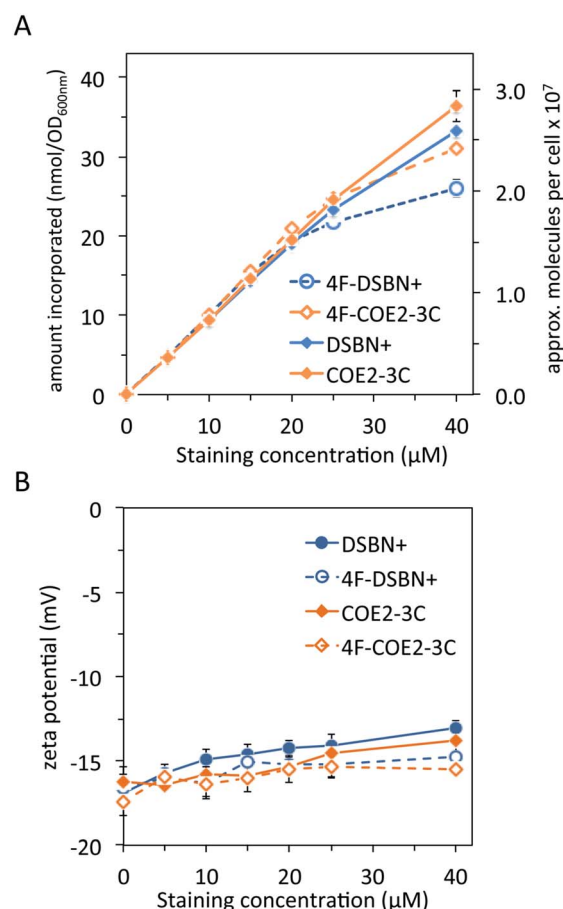 A
amount incorporated (nmol/OD600nm)
40
30
20
10
0
3.0
2.0
1.0
0.0
approx. molecules per cell x 10^7
4F-DSBN+
4F-COE2-3C
DSBN+
COE2-3C
0 10 20 30 40
Staining concentration (µM)
B
zeta potential (mV)
0
-5
-10
-15
-20
DSBN+
4F-DSBN+
COE2-3C
4F-COE2-3C
0 10 20 30 40
Staining concentration (µM)